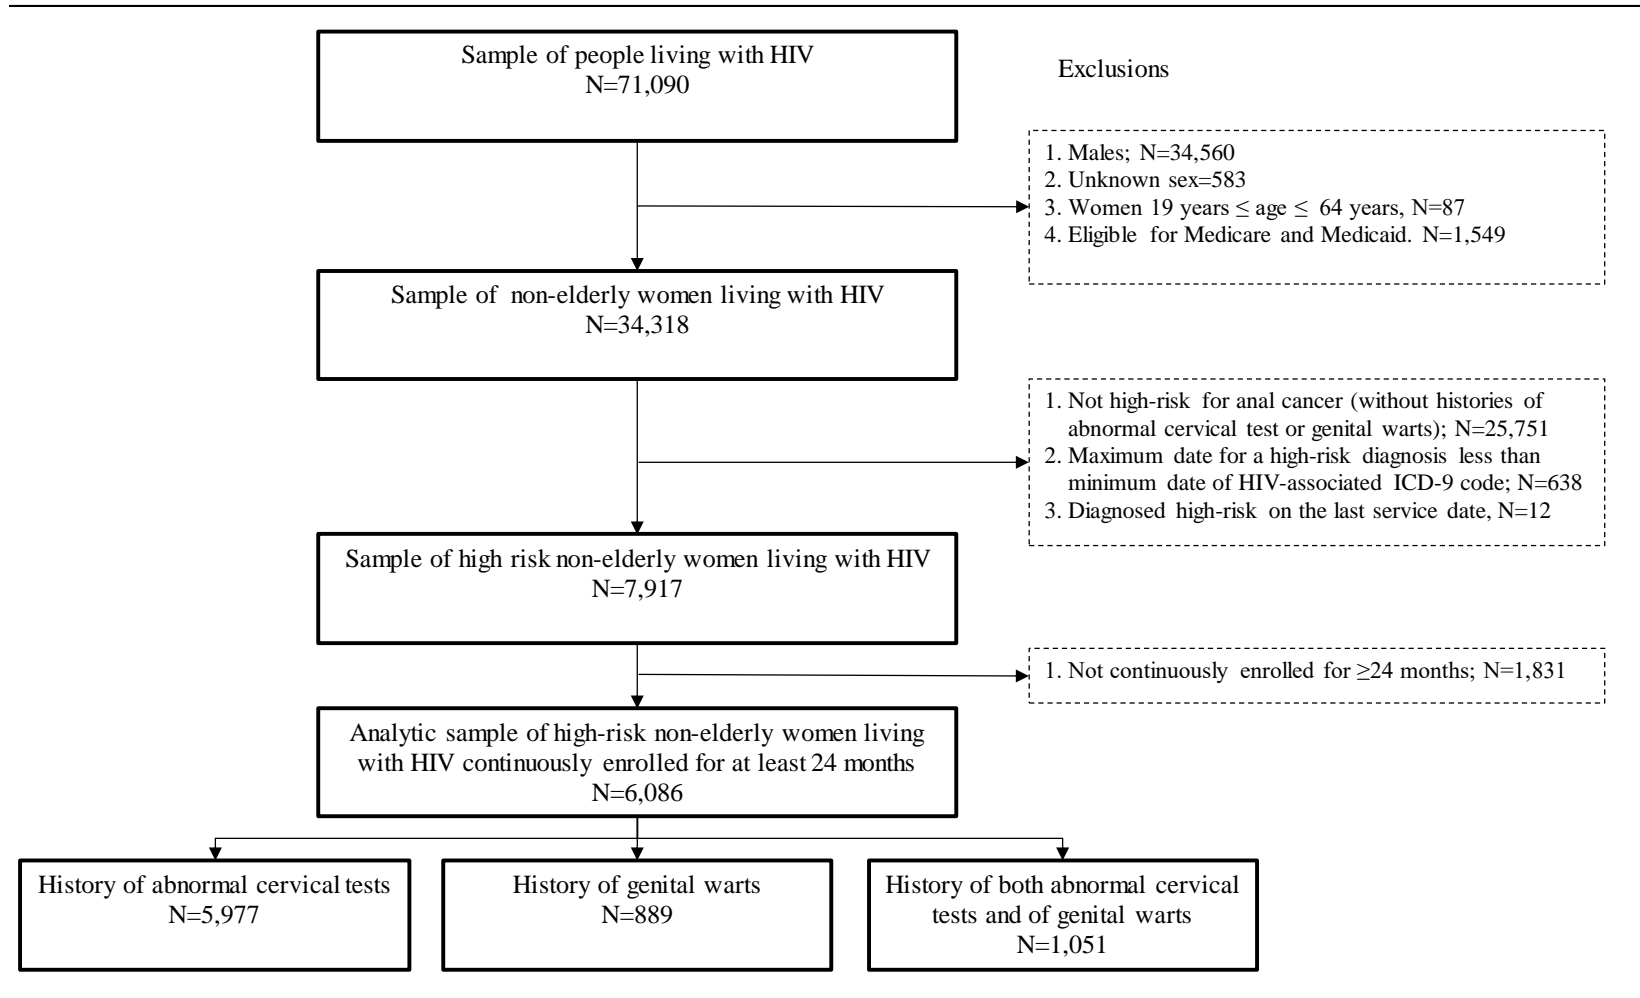 Sample of people living with HIV
N=71,090
Exclusions
1. Males; N=34,560
2. Unknown sex=583
3. Women 19 years ≤ age ≤ 64 years, N=87
4. Eligible for Medicare and Medicaid. N=1,549
Sample of non-elderly women living with HIV
N=34,318
1. Not high-risk for anal cancer (without histories of
abnormal cervical test or genital warts); N=25,751
2. Maximum date for a high-risk diagnosis less than
minimum date of HIV-associated ICD-9 code; N=638
3. Diagnosed high-risk on the last service date, N=12
Sample of high risk non-elderly women living with HIV
N=7,917
1. Not continuously enrolled for ≥24 months; N=1,831
Analytic sample of high-risk non-elderly women living
with HIV continuously enrolled for at least 24 months
N=6,086
History of abnormal cervical tests
N=5,977
History of genital warts
N=889
History of both abnormal cervical
tests and of genital warts
N=1,051